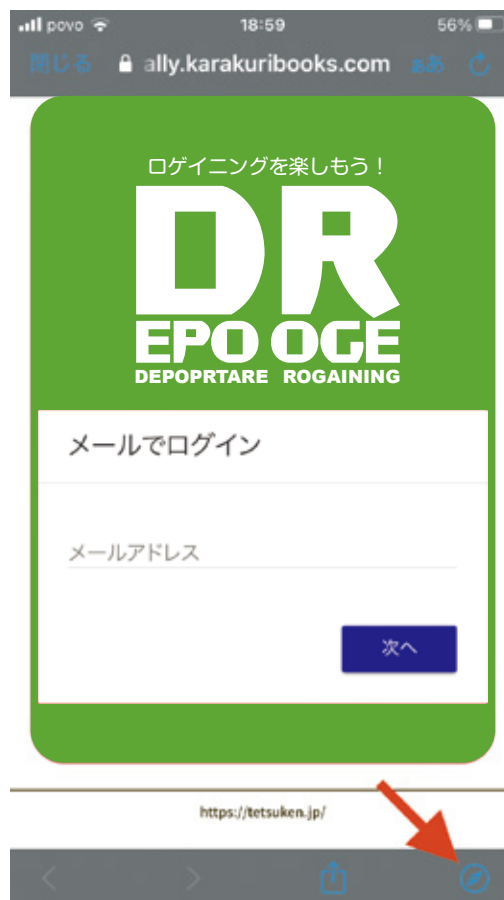 povo 18:59 56%
閉じる ally.karakuribooks.com ぁあ
ロゲイニングを楽しもう！
DR
EPO OGE
DEPOPRTARE ROGAINING
メールでログイン
メールアドレス
次へ
https://tetsuken.jp/